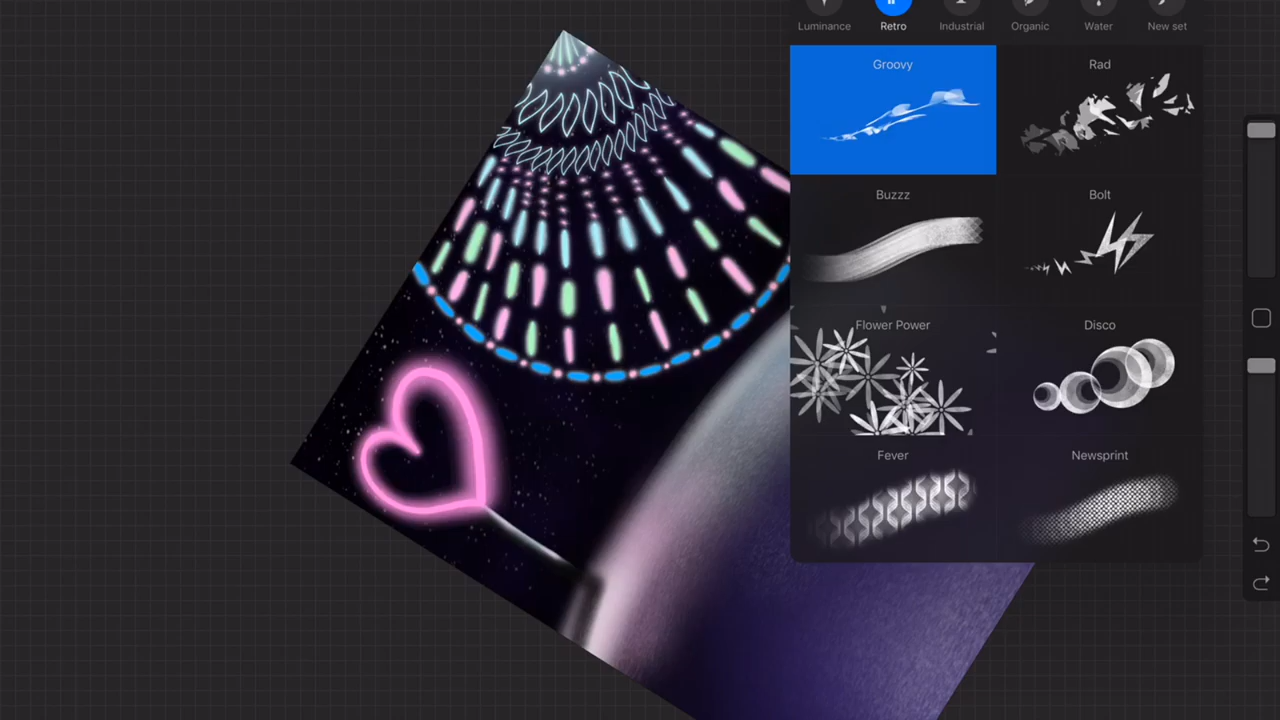 Luminance Retro Industrial Organic Water New set
Groovy Rad
Buzzz Bolt
Flower Power Disco
Fever Newsprint